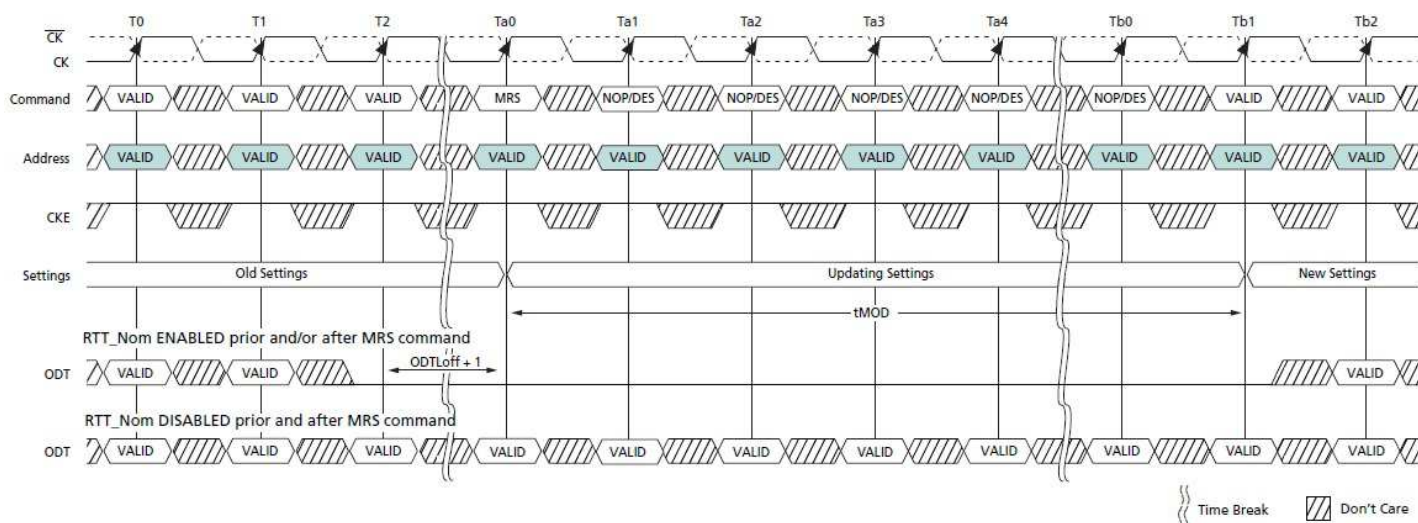 T0 T1 T2 Ta0 Ta1 Ta2 Ta3 Ta4 Tb0 Tb1 Tb2
CK
CK
Command VALID VALID VALID MRS NOP/DES NOP/DES NOP/DES NOP/DES NOP/DES VALID VALID
Address VALID VALID VALID VALID VALID VALID VALID VALID VALID VALID VALID
CKE
Settings Old Settings Updating Settings New Settings
tMOD
RTT_Nom ENABLED prior and/or after MRS command
ODTLoff + 1
ODT VALID VALID VALID
RTT_Nom DISABLED prior and after MRS command
ODT VALID VALID VALID VALID VALID VALID VALID VALID VALID VALID VALID
Time Break Don't Care